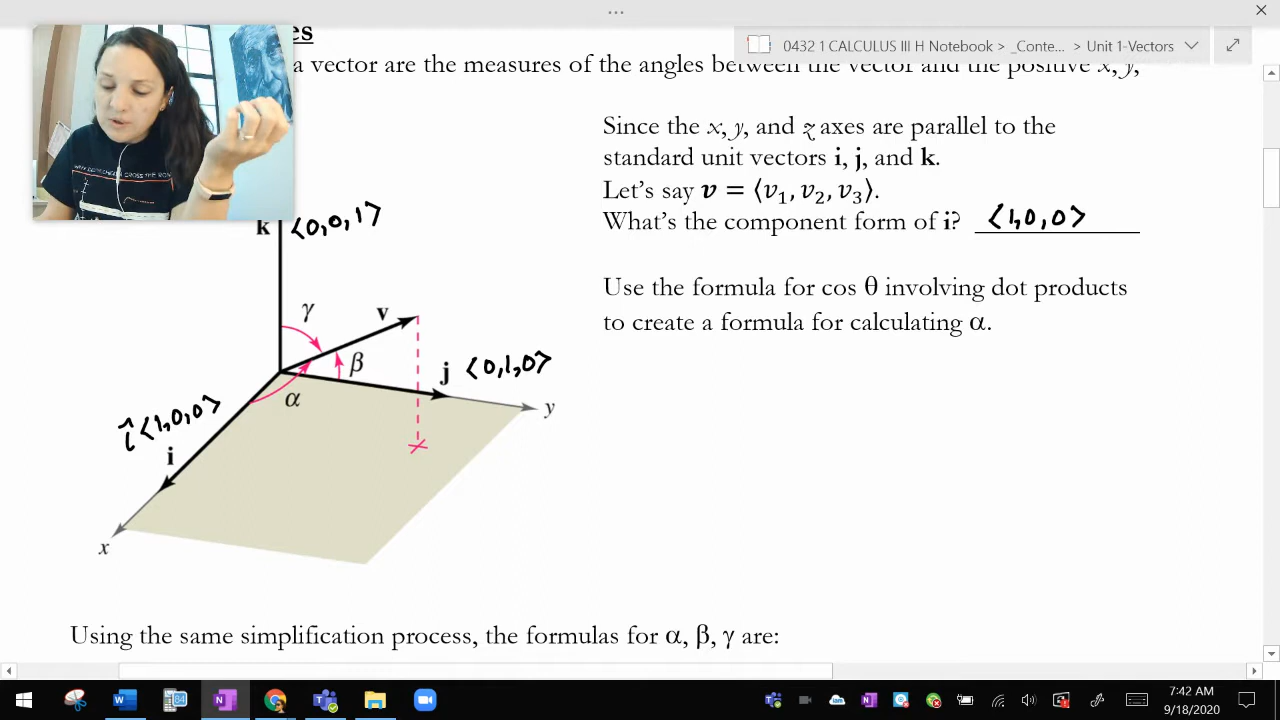 0432 1 CALCULUS III H Notebook > _Conte... > Unit 1-Vectors
es
a vector are the measures of the angles between the vector and the positive x, y,
Since the x, y, and z axes are parallel to the
standard unit vectors i, j, and k.
Let's say v = ⟨v₁, v₂, v₃⟩.
What's the component form of i? ⟨1,0,0⟩
Use the formula for cos θ involving dot products
to create a formula for calculating α.
k ⟨0,0,1⟩
γ
v
β
j ⟨0,1,0⟩
α
y
î ⟨1,0,0⟩
i
x
Using the same simplification process, the formulas for α, β, γ are:
7:42 AM
9/18/2020